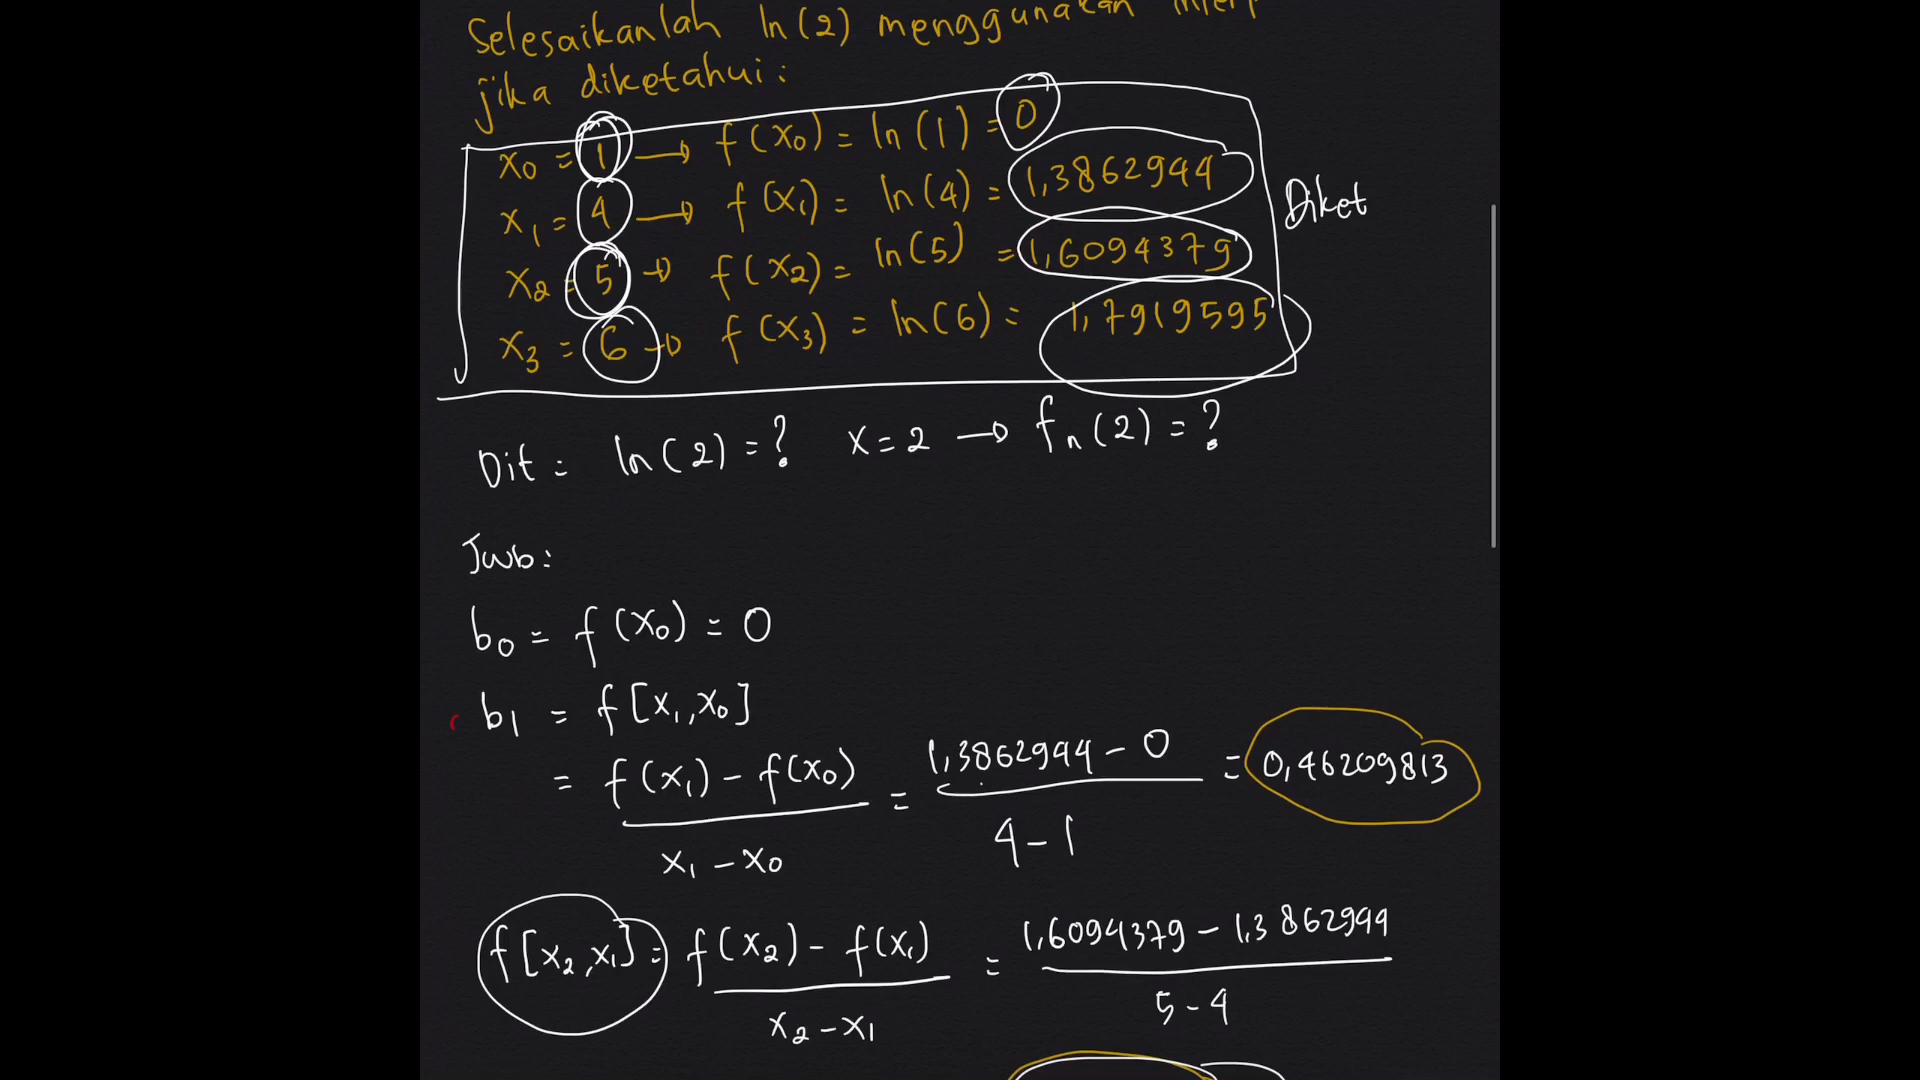 Selesaikanlah ln(2) menggunakan
jika diketahui :
x0 = 1 → f(x0) = ln(1) = 0
x1 = 4 → f(x1) = ln(4) = 1,3862944
x2 = 5 → f(x2) = ln(5) = 1,6094379
x3 = 6 → f(x3) = ln(6) = 1,7919595
Diket
Dit = ln(2) = ? x = 2 → fn(2) = ?
Jwb:
b0 = f(x0) = 0
b1 = f[x1,x0]
= f(x1) - f(x0) / x1 - x0 = 1,3862944 - 0 / 4 - 1 = 0,46209813
f[x2,x1] = f(x2) - f(x1) / x2 - x1 = 1,6094379 - 1,3862944 / 5 - 4